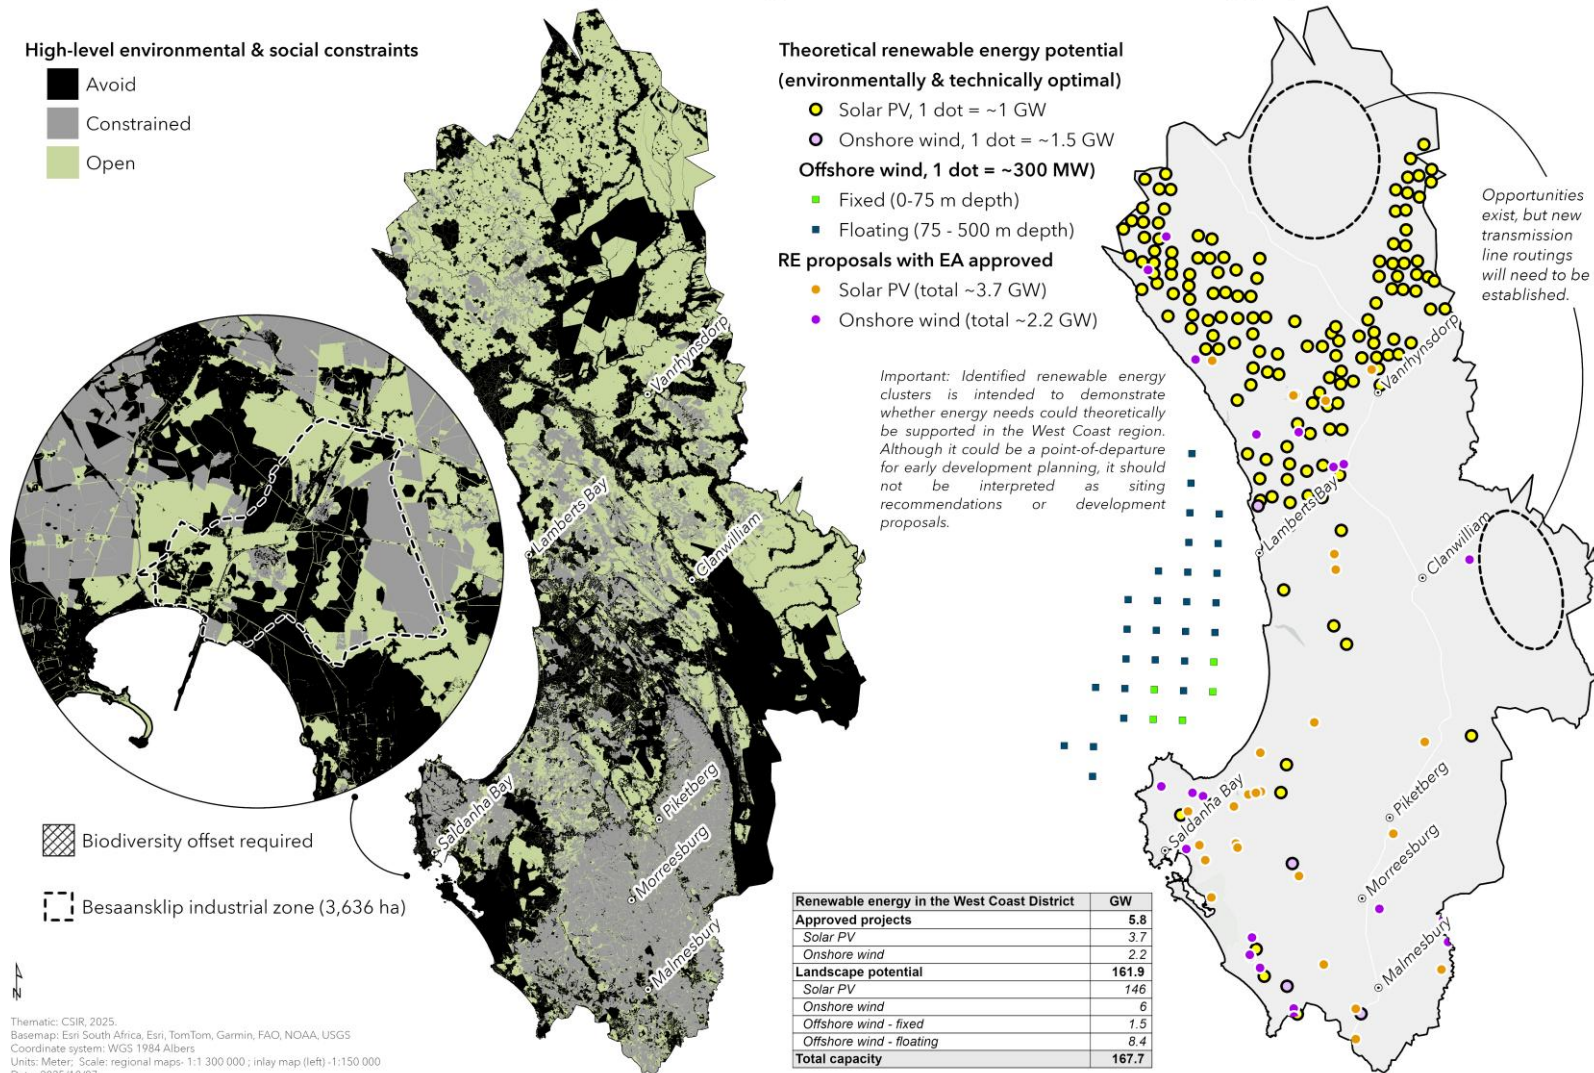 High-level environmental & social constraints
Avoid
Constrained
Open
Vanrhynsdorp
Lamberts Bay
Clanwilliam
Saldanha Bay
Piketberg
Morreesburg
Malmesbury
Biodiversity offset required
Besaansklip industrial zone (3,636 ha)
N
Thematic: CSIR, 2025.
Basemap: Esri South Africa, Esri, TomTom, Garmin, FAO, NOAA, USGS
Coordinate system: WGS 1984 Albers
Units: Meter; Scale: regional maps- 1:1 300 000 ; inlay map (left) -1:150 000
Theoretical renewable energy potential
(environmentally & technically optimal)
Solar PV, 1 dot = ~1 GW
Onshore wind, 1 dot = ~1.5 GW
Offshore wind, 1 dot = ~300 MW)
Fixed (0-75 m depth)
Floating (75 - 500 m depth)
RE proposals with EA approved
Solar PV (total ~3.7 GW)
Onshore wind (total ~2.2 GW)
Important: Identified renewable energy
clusters is intended to demonstrate
whether energy needs could theoretically
be supported in the West Coast region.
Although it could be a point-of-departure
for early development planning, it should
not be interpreted as siting
recommendations or development
proposals.
Opportunities
exist, but new
transmission
line routings
will need to be
established.
Vanrhynsdorp
Lamberts Bay
Clanwilliam
Saldanha Bay
Piketberg
Morreesburg
Malmesbury
Renewable energy in the West Coast District GW
Approved projects 5.8
Solar PV 3.7
Onshore wind 2.2
Landscape potential 161.9
Solar PV 146
Onshore wind 6
Offshore wind - fixed 1.5
Offshore wind - floating 8.4
Total capacity 167.7